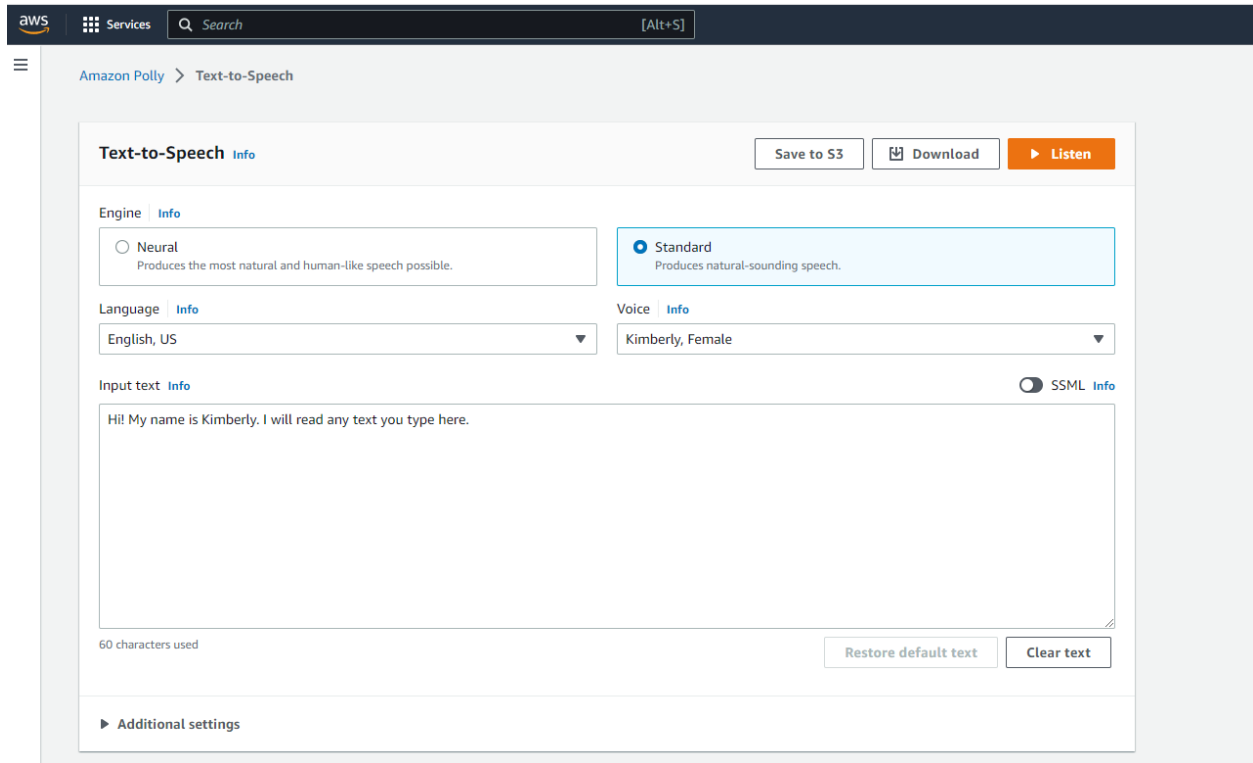 aws Services Search [Alt+S]
Amazon Polly > Text-to-Speech
Text-to-Speech Info Save to S3 Download Listen
Engine Info
Neural
Produces the most natural and human-like speech possible.
Standard
Produces natural-sounding speech.
Language Info
English, US
Voice Info
Kimberly, Female
Input text Info SSML Info
Hi! My name is Kimberly. I will read any text you type here.
60 characters used
Restore default text Clear text
Additional settings